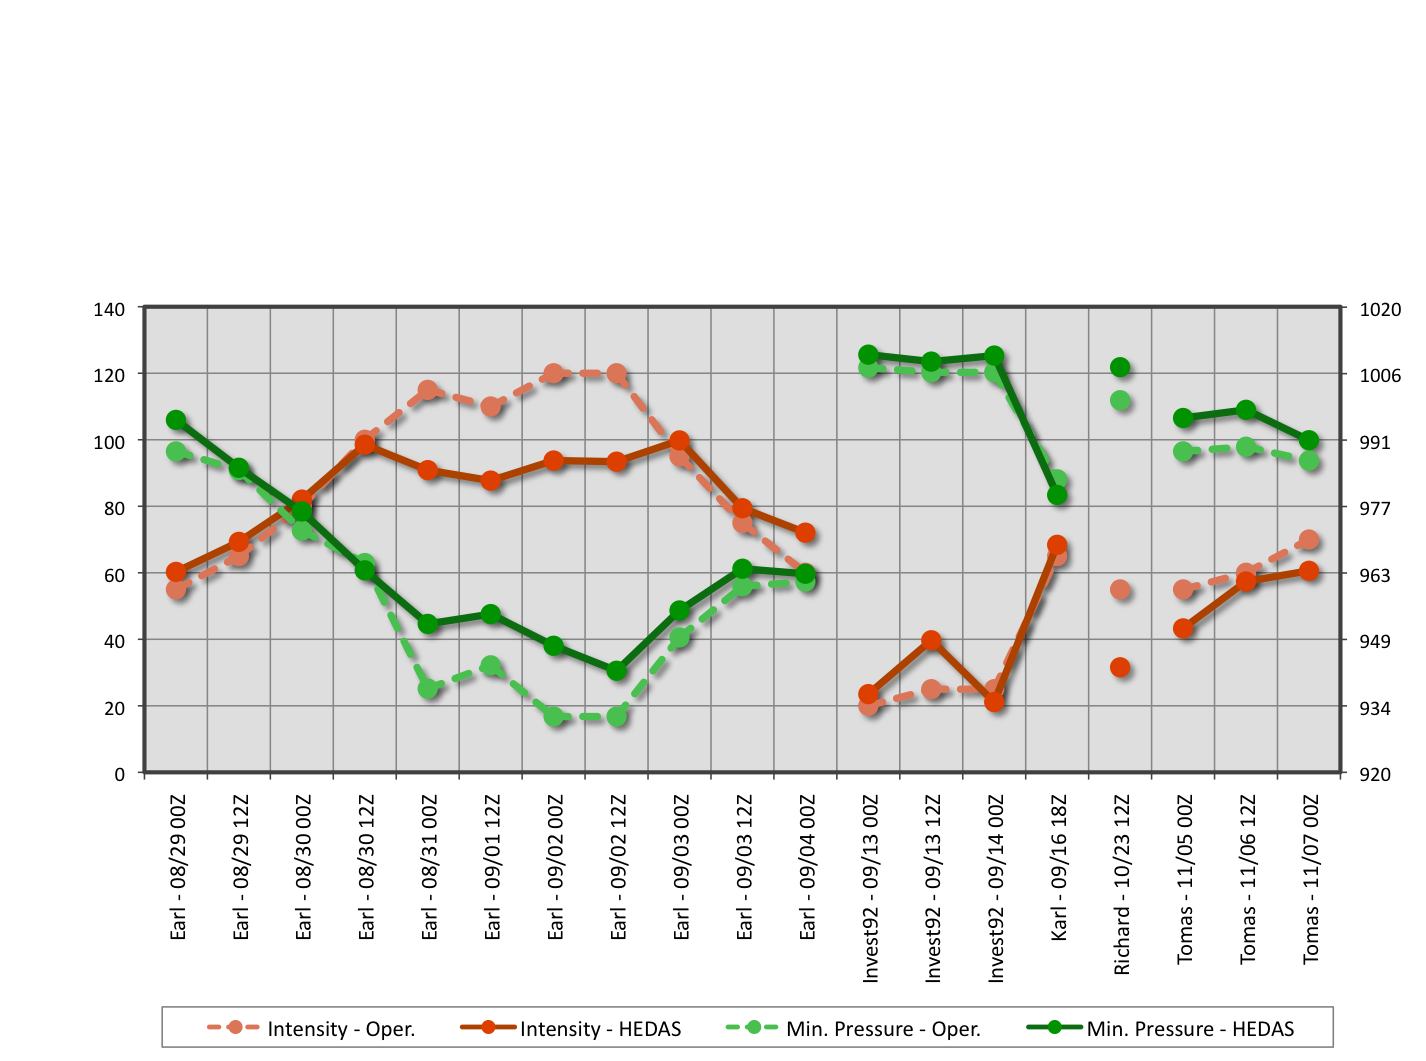 140
120
100
80
60
40
20
0
1020
1006
991
977
963
949
934
920
Earl - 08/29 00Z
Earl - 08/29 12Z
Earl - 08/30 00Z
Earl - 08/30 12Z
Earl - 08/31 00Z
Earl - 09/01 12Z
Earl - 09/02 00Z
Earl - 09/02 12Z
Earl - 09/03 00Z
Earl - 09/03 12Z
Earl - 09/04 00Z
Invest92 - 09/13 00Z
Invest92 - 09/13 12Z
Invest92 - 09/14 00Z
Karl - 09/16 18Z
Richard - 10/23 12Z
Tomas - 11/05 00Z
Tomas - 11/06 12Z
Tomas - 11/07 00Z
Intensity - Oper.
Intensity - HEDAS
Min. Pressure - Oper.
Min. Pressure - HEDAS